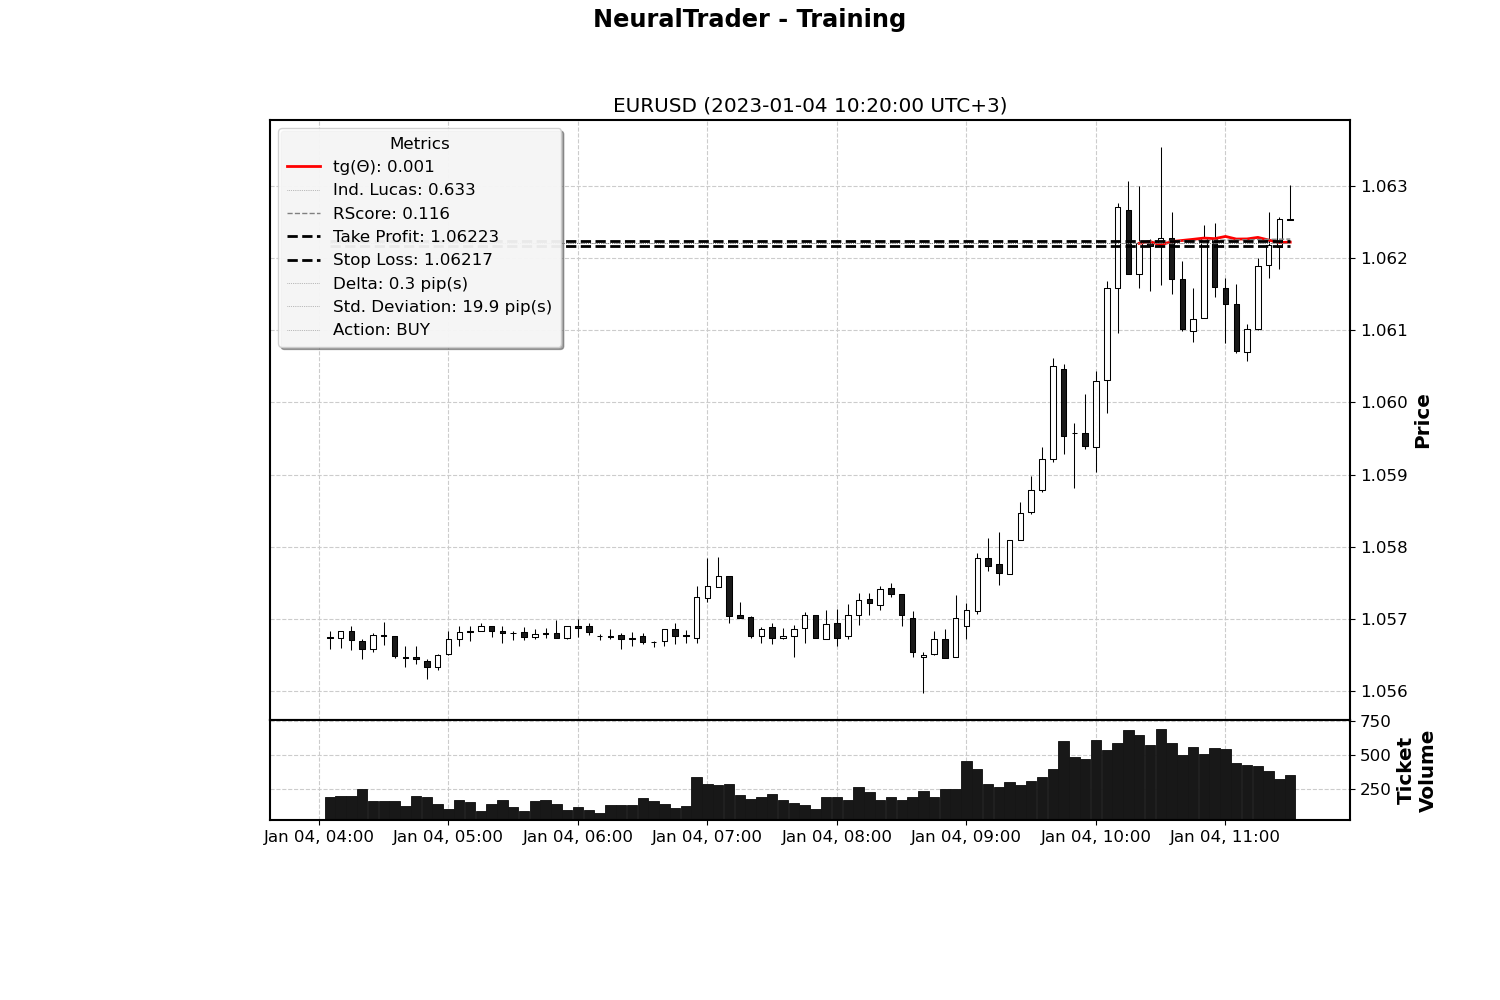 NeuralTrader - Training
EURUSD (2023-01-04 10:20:00 UTC+3)
Metrics
tg(Θ): 0.001
Ind. Lucas: 0.633
RScore: 0.116
Take Profit: 1.06223
Stop Loss: 1.06217
Delta: 0.3 pip(s)
Std. Deviation: 19.9 pip(s)
Action: BUY
1.063
1.062
1.061
1.060
1.059
1.058
1.057
1.056
Price
750
500
250
Ticket
Volume
Jan 04, 04:00 Jan 04, 05:00 Jan 04, 06:00 Jan 04, 07:00 Jan 04, 08:00 Jan 04, 09:00 Jan 04, 10:00 Jan 04, 11:00